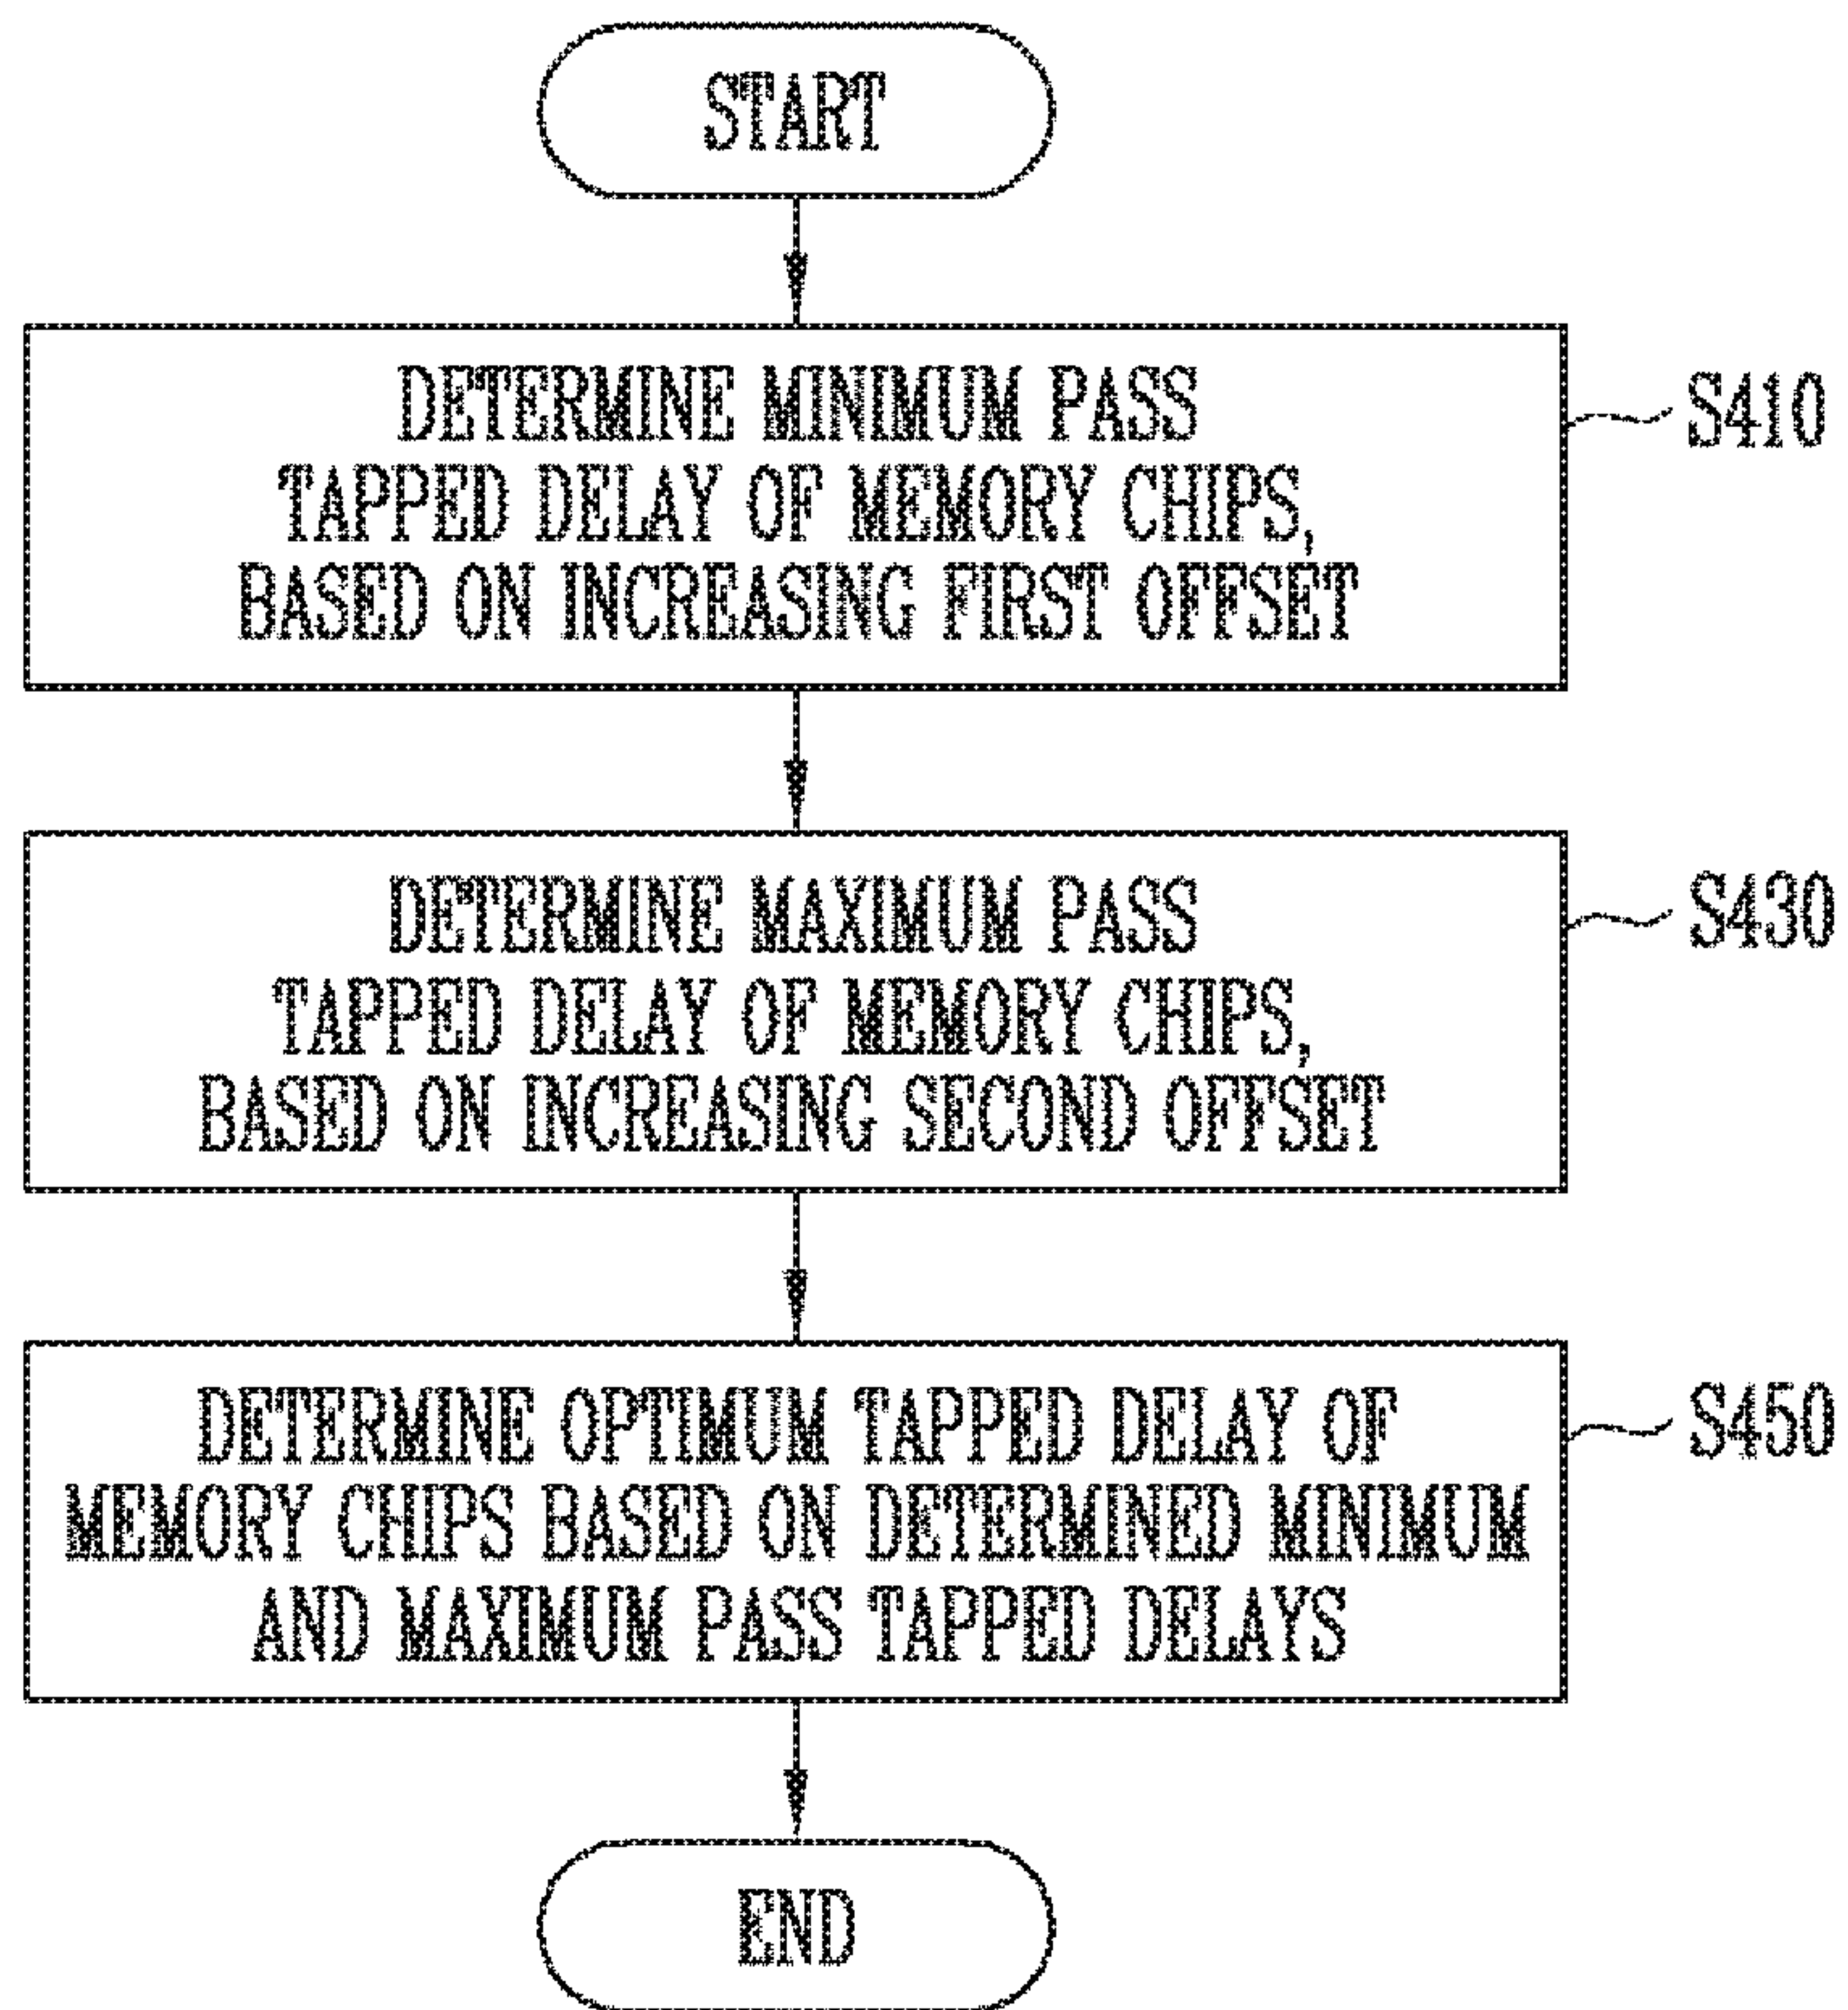 START
DETERMINE MINIMUM PASS
TAPPED DELAY OF MEMORY CHIPS,
BASED ON INCREASING FIRST OFFSET
S410
DETERMINE MAXIMUM PASS
TAPPED DELAY OF MEMORY CHIPS,
BASED ON INCREASING SECOND OFFSET
S430
DETERMINE OPTIMUM TAPPED DELAY OF
MEMORY CHIPS BASED ON DETERMINED MINIMUM
AND MAXIMUM PASS TAPPED DELAYS
S450
END